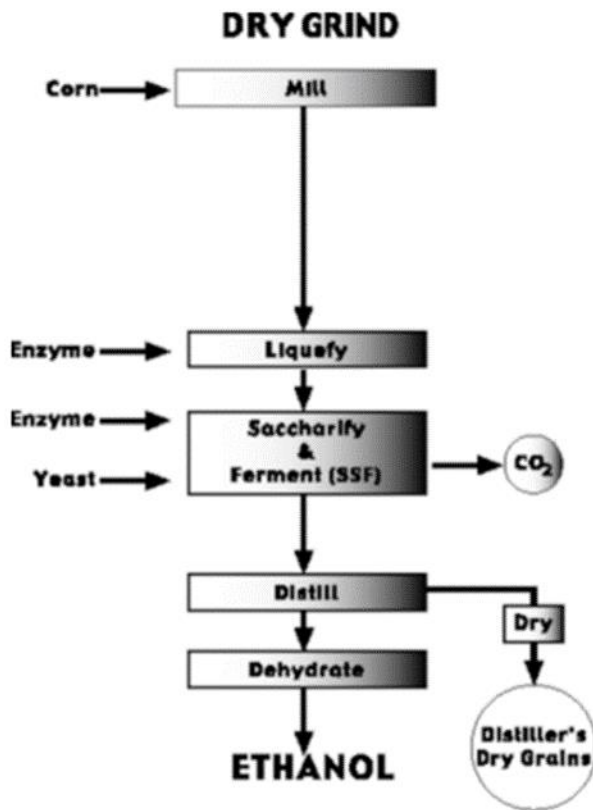 DRY GRIND
Corn
Mill
Enzyme
Liquefy
Enzyme
Saccharify
&
Ferment (SSF)
Yeast
CO₂
Distill
Dry
Dehydrate
Distiller's
Dry Grains
ETHANOL